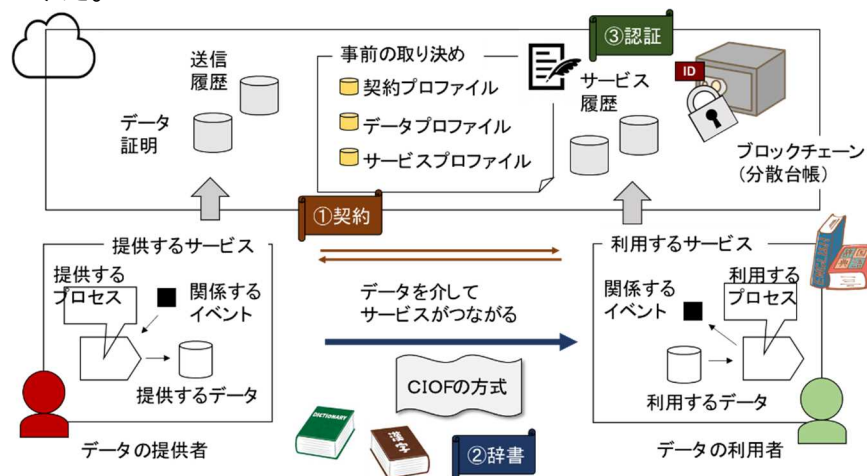 ③認証
事前の取り決め
送信
履歴
契約プロファイル
データ
証明
データプロファイル
サービスプロファイル
サービス
履歴
ID
ブロックチェーン
(分散台帳)
①契約
提供するサービス
提供する
プロセス
関係する
イベント
提供するデータ
データの提供者
データを介して
サービスがつながる
CIOFの方式
DICTIONARY
漢字
②辞書
利用するサービス
利用する
プロセス
関係する
イベント
利用するデータ
データの利用者